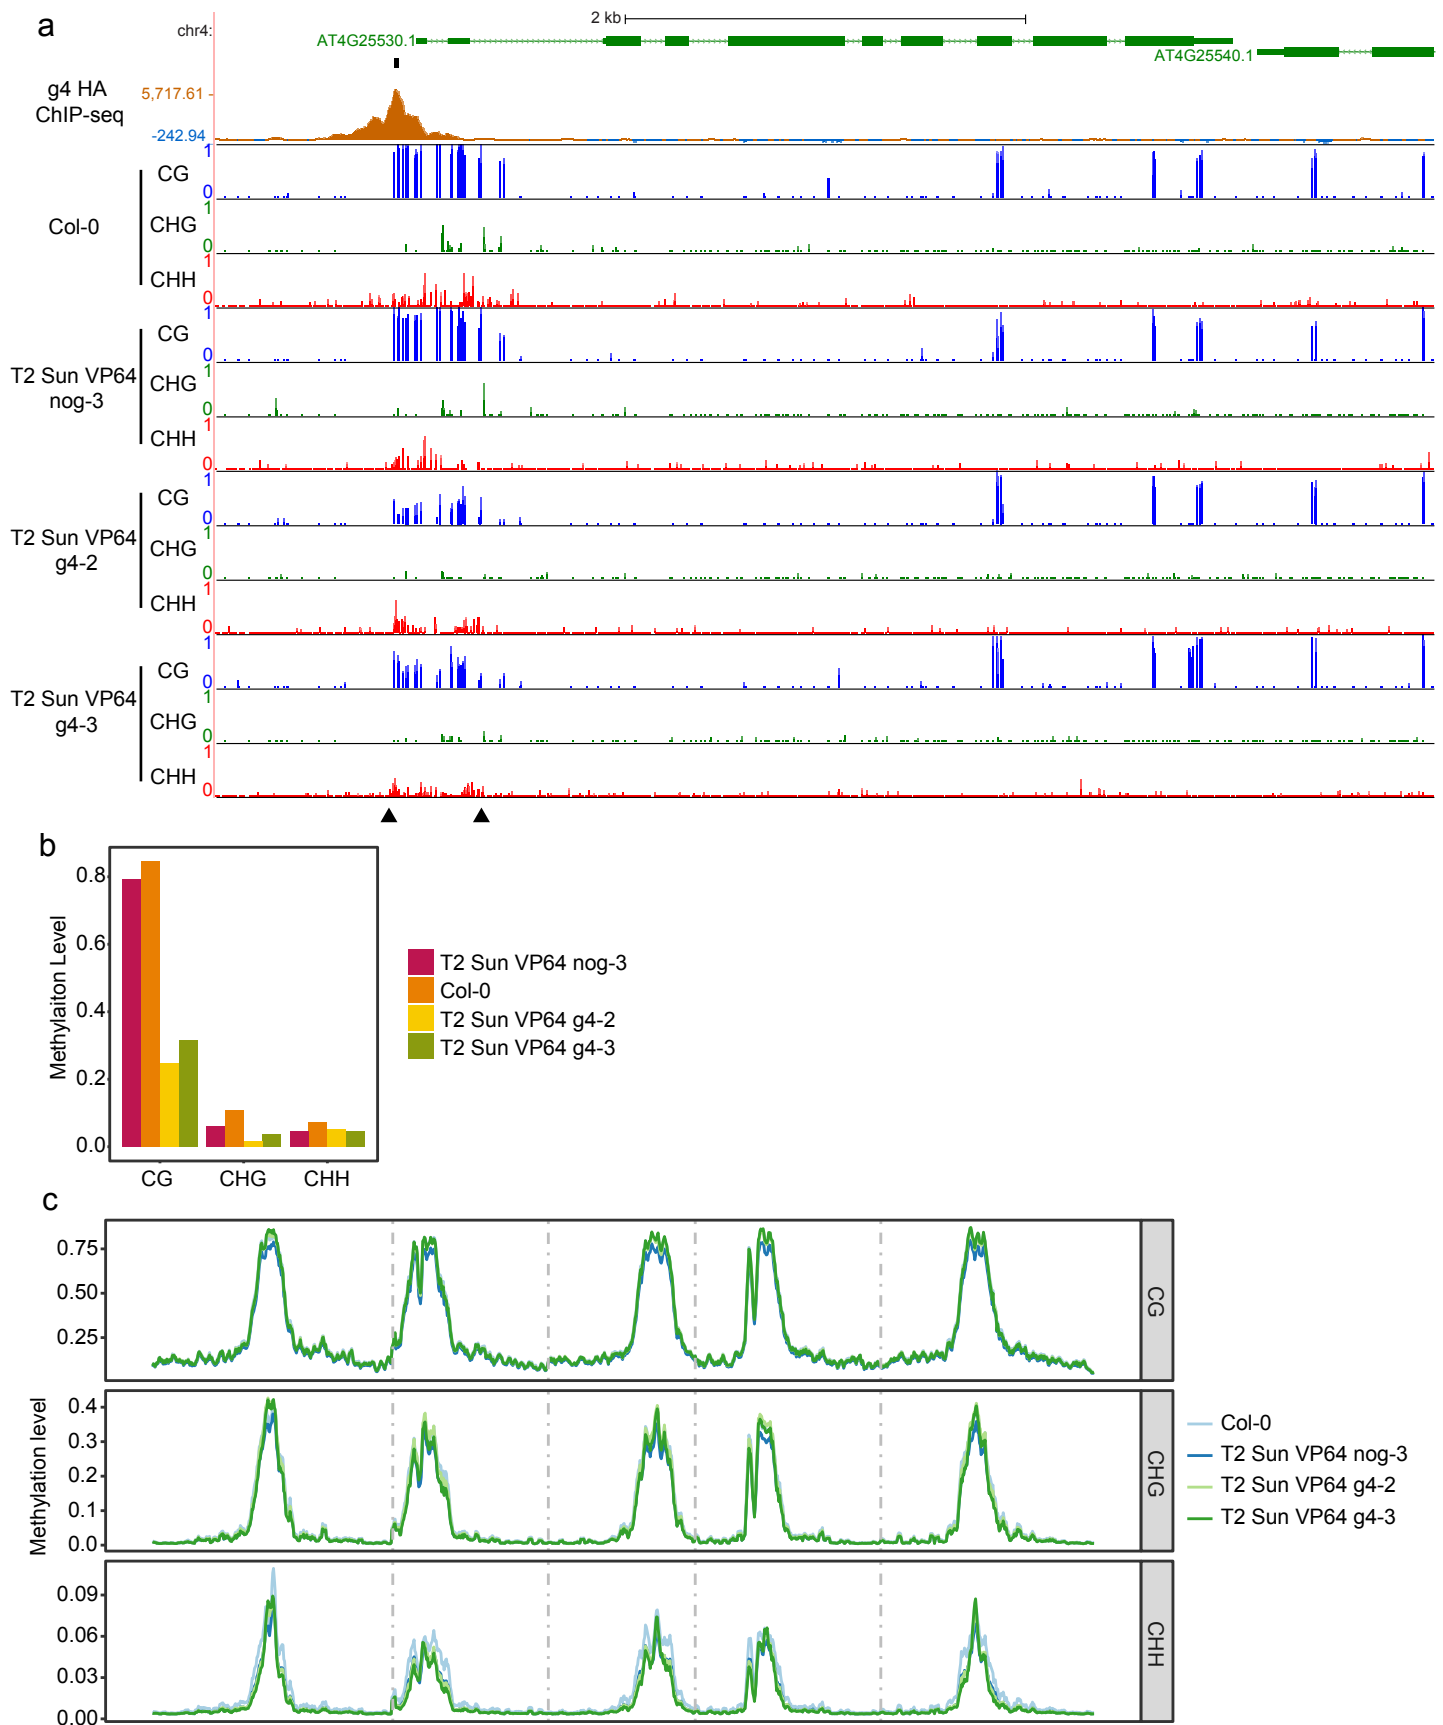 a
2 kb
chr4:
AT4G25530.1
AT4G25540.1
g4 HA
ChIP-seq
5,717.61
-242.94
Col-0
CG
1
0
CHG
1
0
CHH
1
0
T2 Sun VP64
nog-3
CG
1
0
CHG
1
0
CHH
1
0
T2 Sun VP64
g4-2
CG
1
0
CHG
1
0
CHH
1
0
T2 Sun VP64
g4-3
CG
1
0
CHG
1
0
CHH
1
0
b
Methylaiton Level
0.8
0.6
0.4
0.2
0.0
CG CHG CHH
T2 Sun VP64 nog-3
Col-0
T2 Sun VP64 g4-2
T2 Sun VP64 g4-3
c
Methylation level
0.75
0.50
0.25
CG
0.4
0.3
0.2
0.1
0.0
CHG
0.09
0.06
0.03
0.00
CHH
Col-0
T2 Sun VP64 nog-3
T2 Sun VP64 g4-2
T2 Sun VP64 g4-3